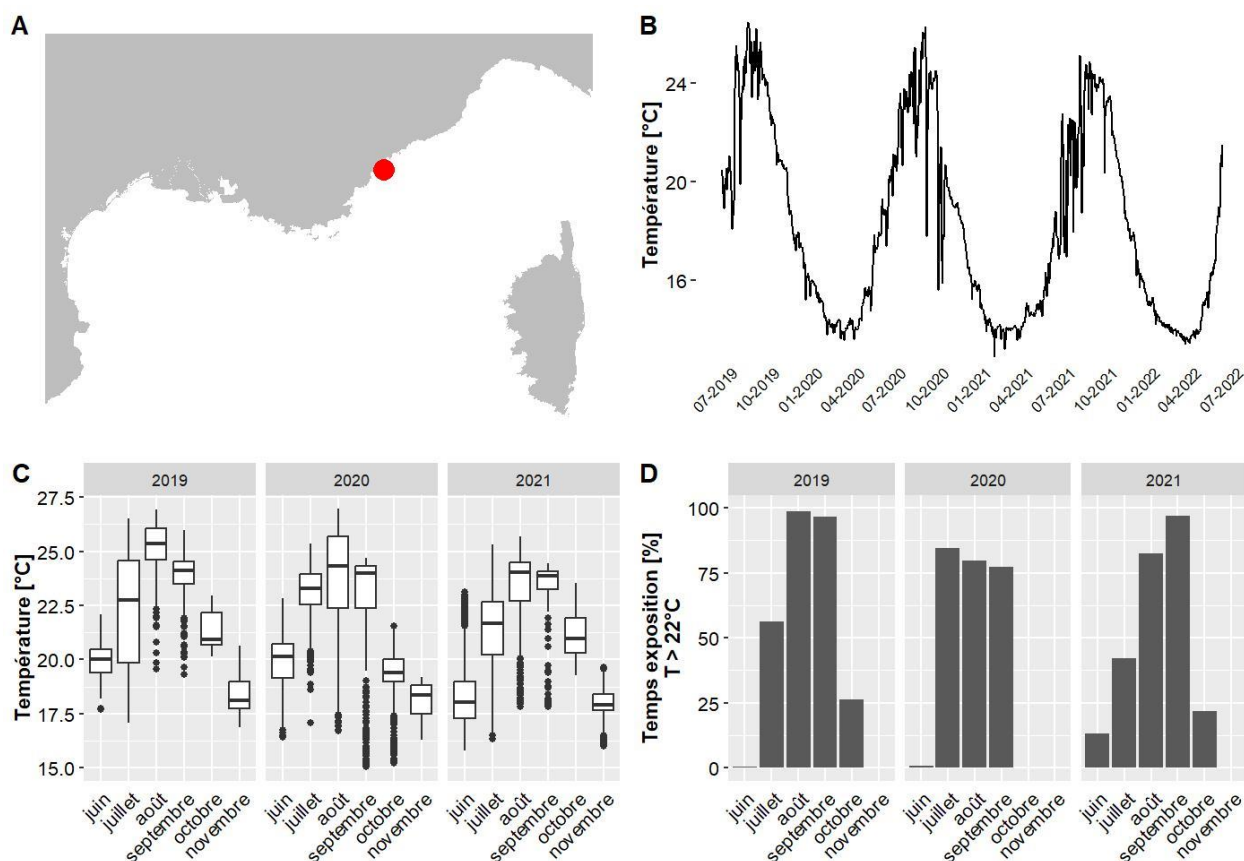 A
B
Température [°C]
24
20
16
07-2019
10-2019
01-2020
04-2020
07-2020
10-2020
01-2021
04-2021
07-2021
10-2021
01-2022
04-2022
07-2022
C
2019
2020
2021
Température [°C]
27.5
25.0
22.5
20.0
17.5
15.0
juin
juillet
août
septembre
octobre
novembre
juin
juillet
août
septembre
octobre
novembre
juin
juillet
août
septembre
octobre
novembre
D
2019
2020
2021
Temps exposition [%]
T > 22°C
100
75
50
25
0
juin
juillet
août
septembre
octobre
novembre
juin
juillet
août
septembre
octobre
novembre
juin
juillet
août
septembre
octobre
novembre